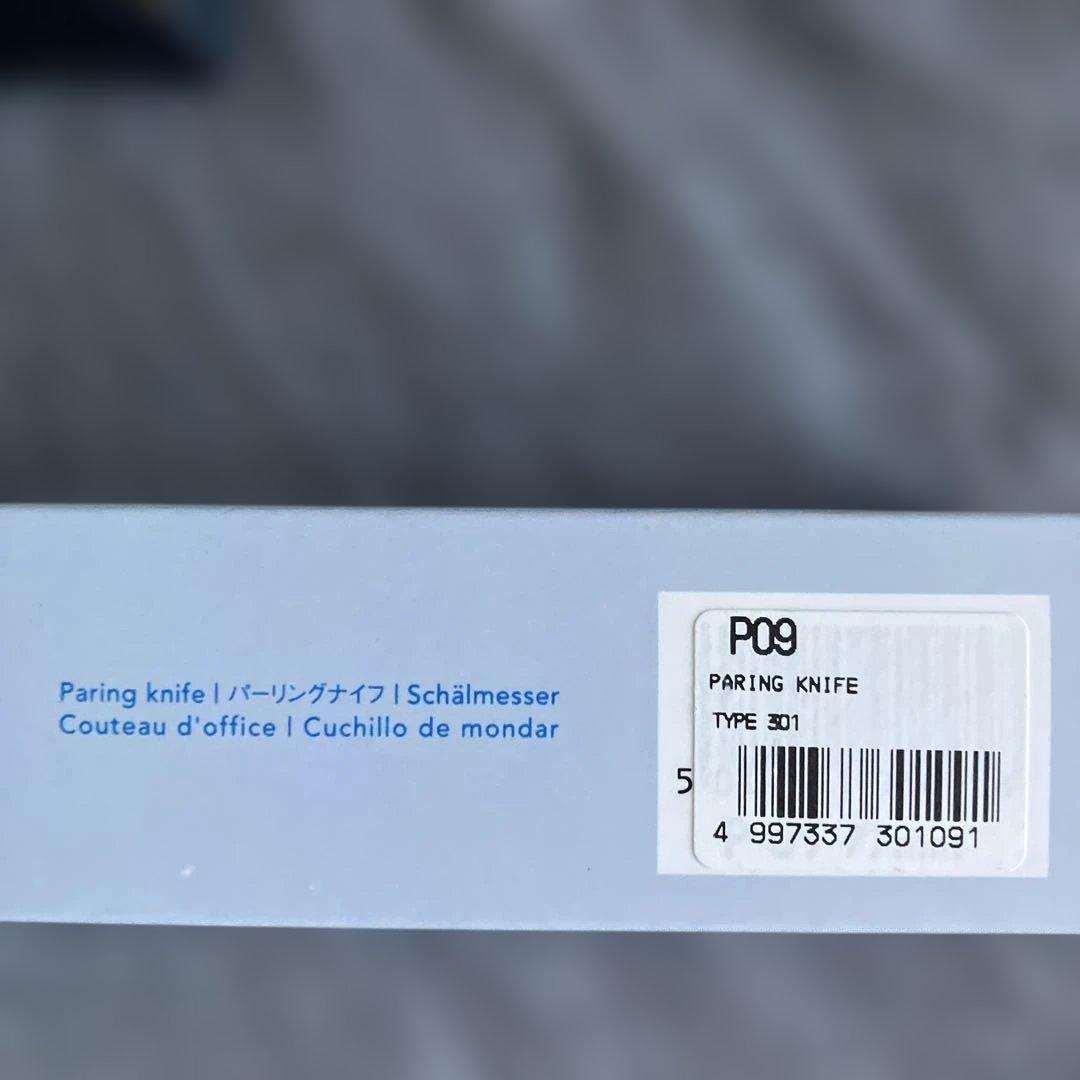 Paring knife | パーリングナイフ | Schälmesser
Couteau d'office | Cuchillo de mondar
P09
PARING KNIFE
TYPE 301
5
4 997337 301091